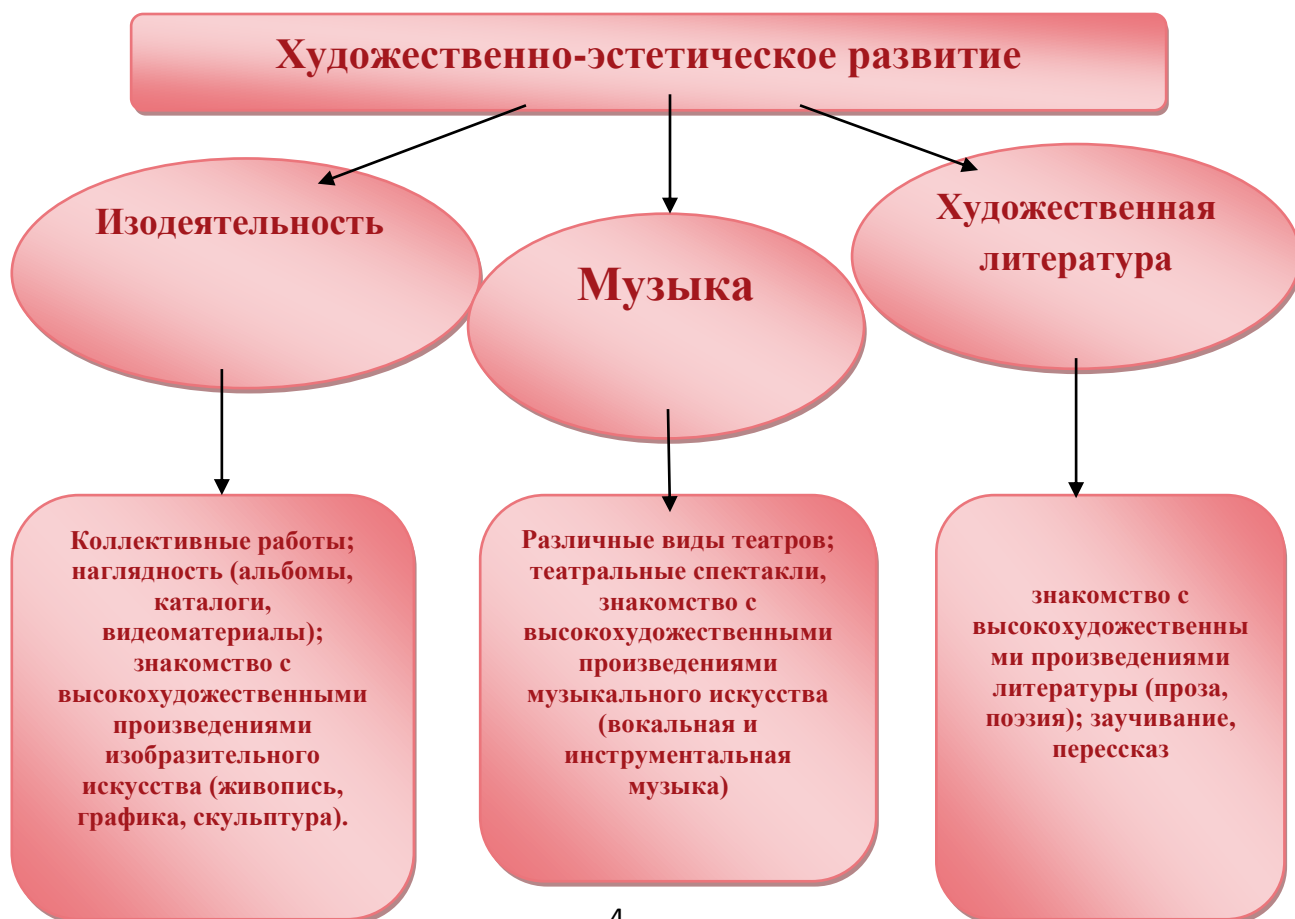 Художественно-эстетическое развитие
Изодеятельность
Музыка
Художественная
литература
Коллективные работы;
наглядность (альбомы,
каталоги,
видеоматериалы);
знакомство с
высокохудожественными
произведениями
изобразительного
искусства (живопись,
графика, скульптура).
Различные виды театров;
театральные спектакли,
знакомство с
высокохудожественными
произведениями
музыкального искусства
(вокальная и
инструментальная
музыка)
знакомство с
высокохудожественны
ми произведениями
литературы (проза,
поэзия); заучивание,
перессказ
4